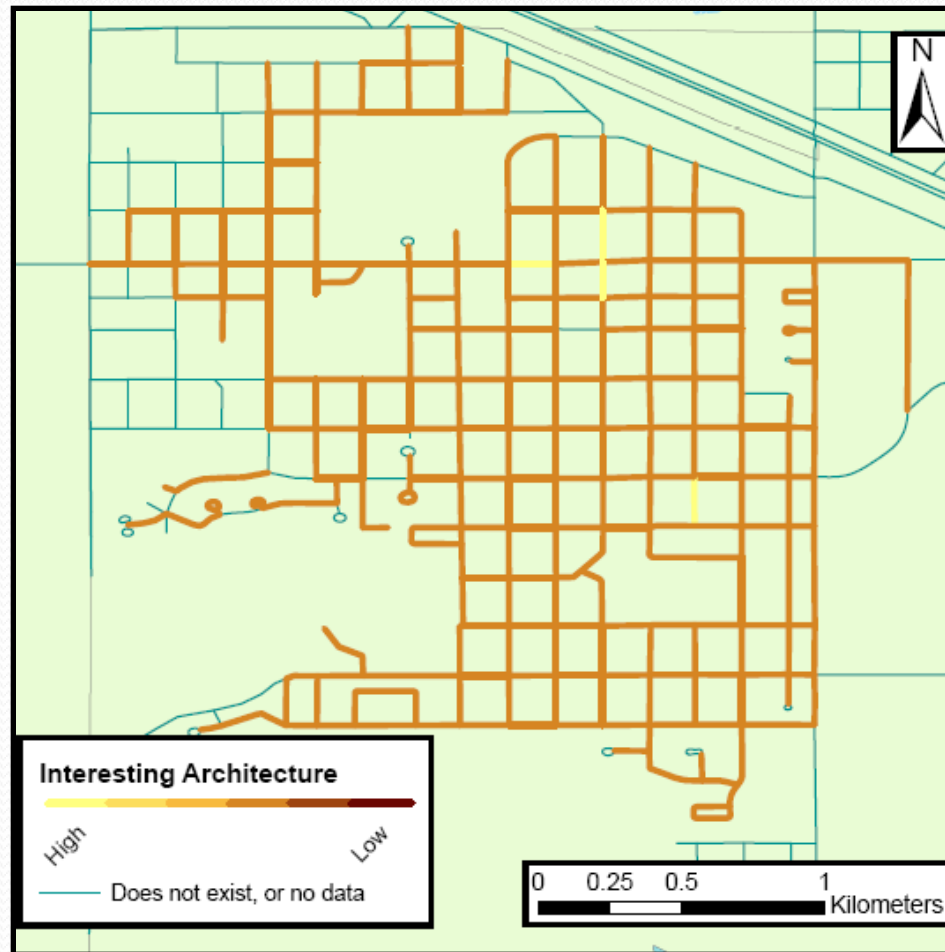 N
Interesting Architecture
High
Low
Does not exist, or no data
0 0.25 0.5 1
Kilometers